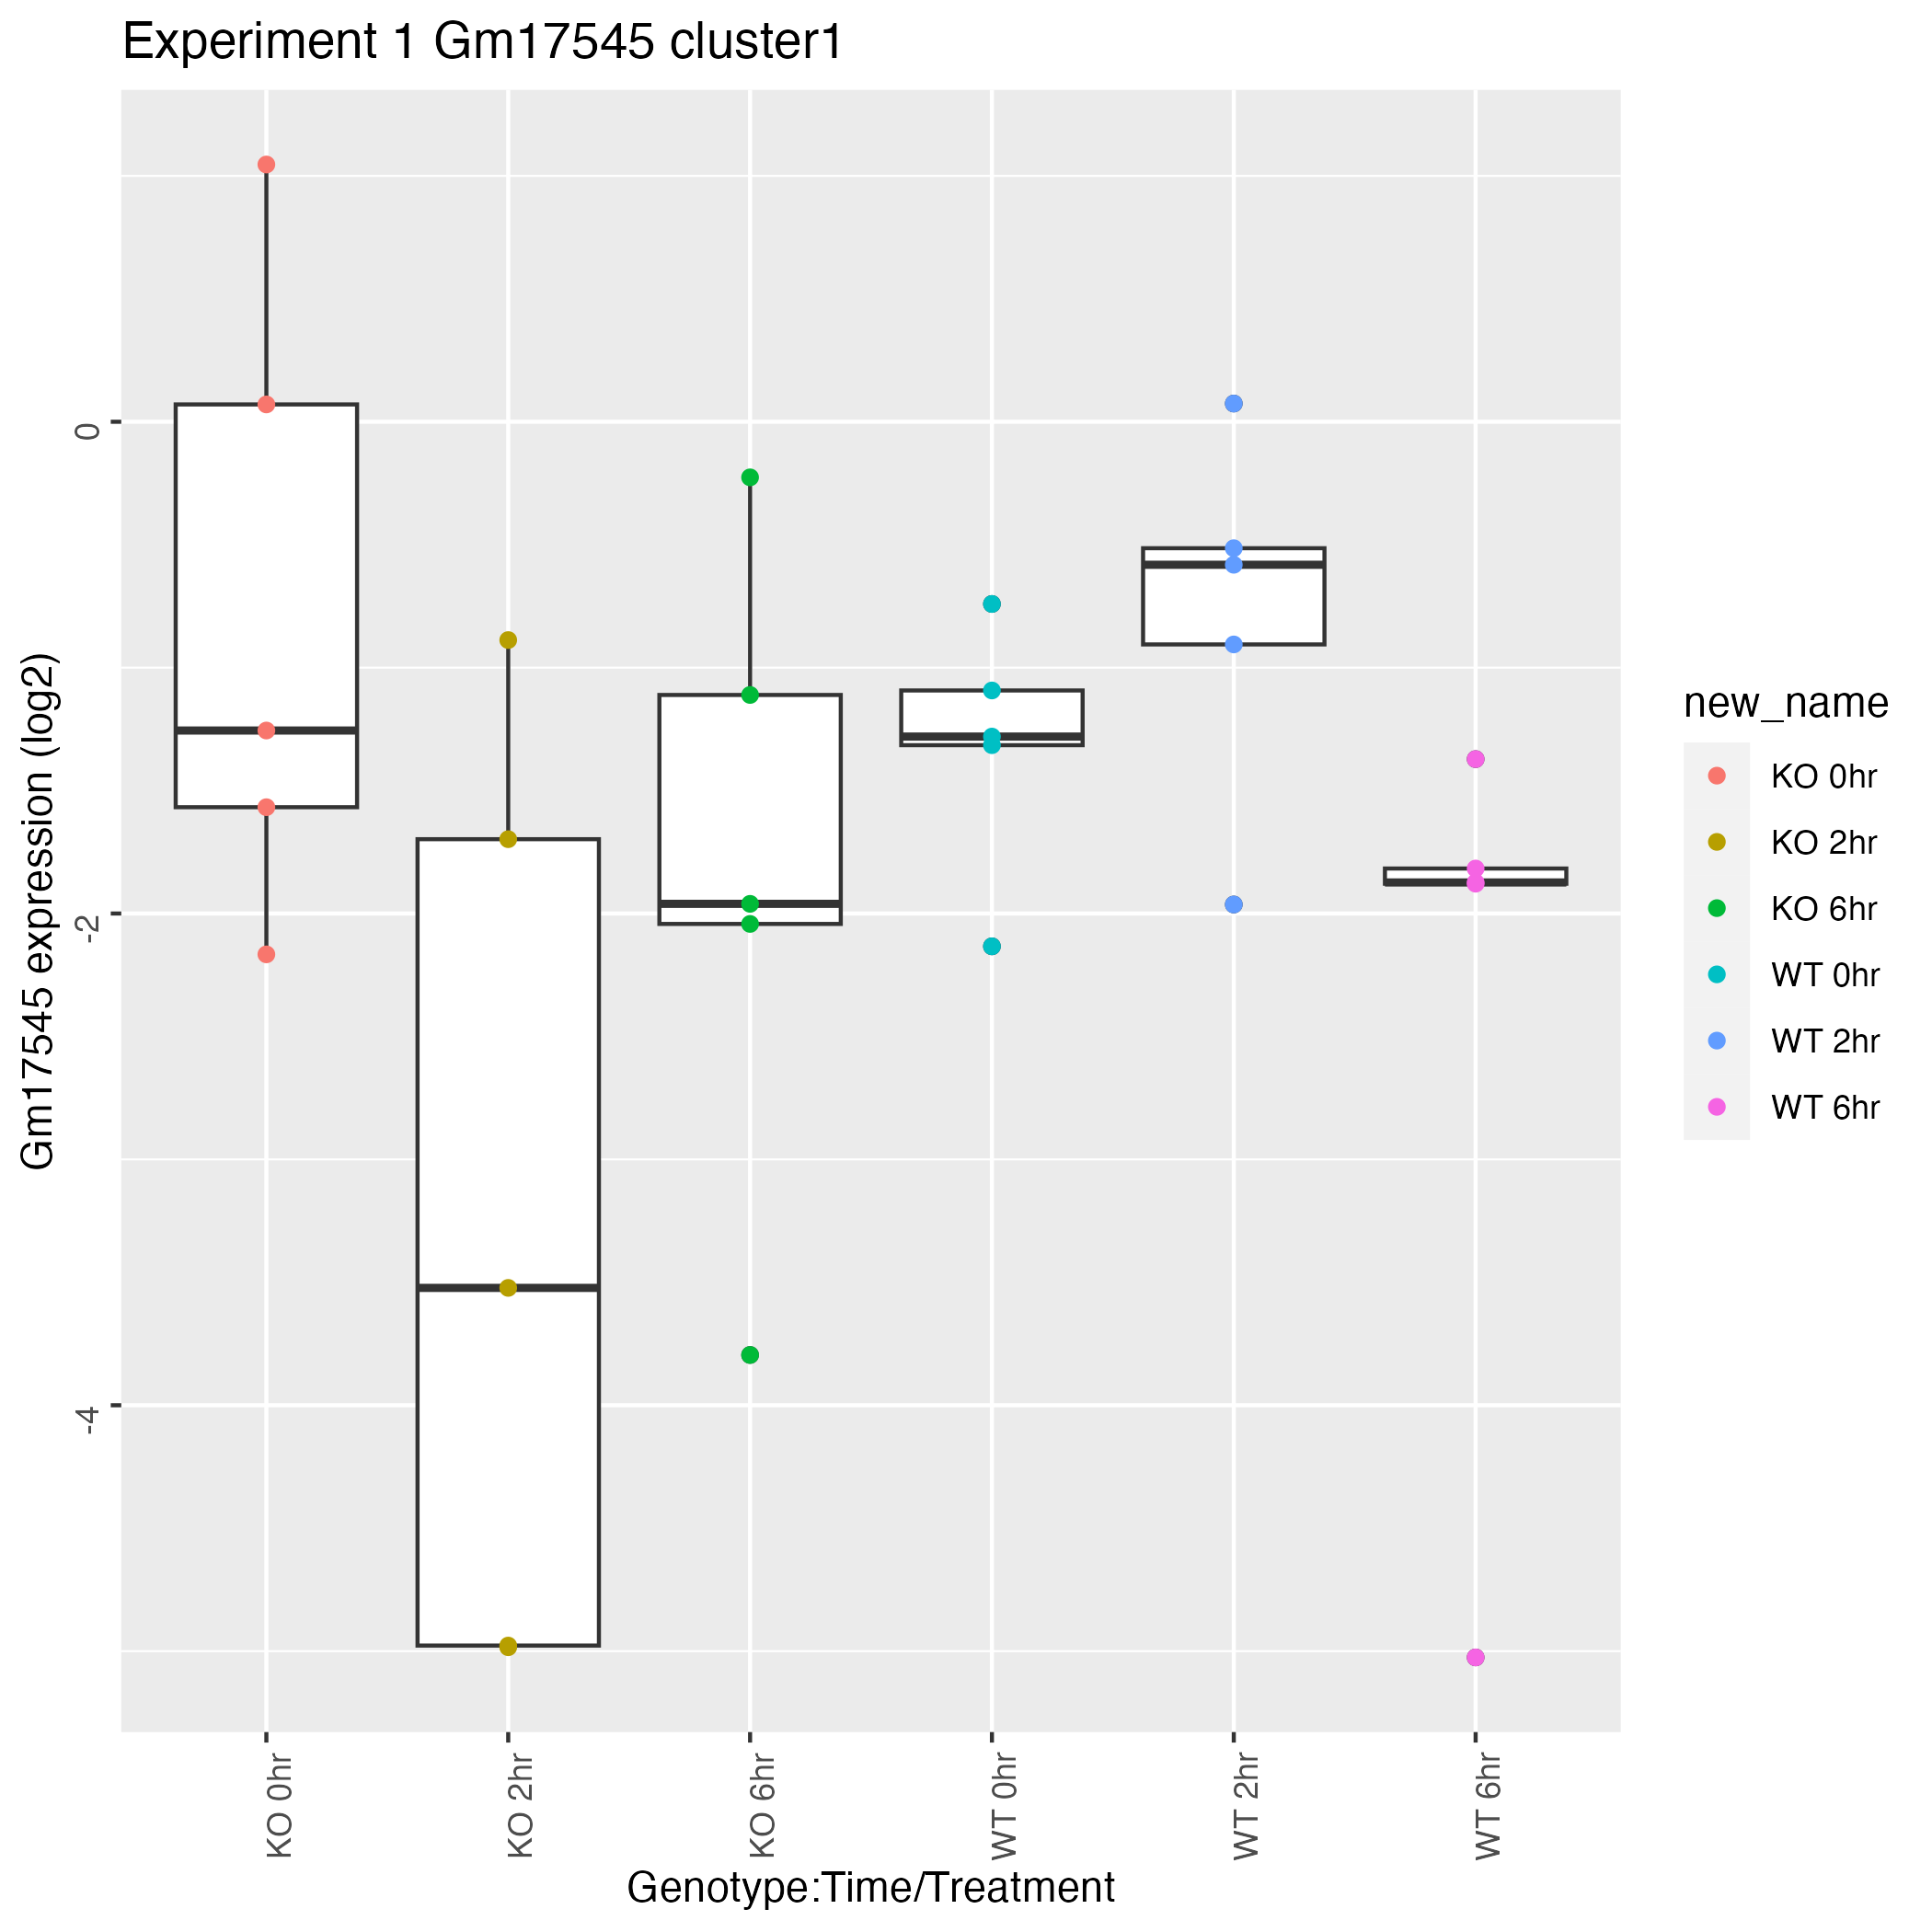 Experiment 1 Gm17545 cluster1
Gm17545 expression (log2)
0
-2
-4
KO 0hr
KO 2hr
KO 6hr
WT 0hr
WT 2hr
WT 6hr
Genotype:Time/Treatment
new_name
KO 0hr
KO 2hr
KO 6hr
WT 0hr
WT 2hr
WT 6hr